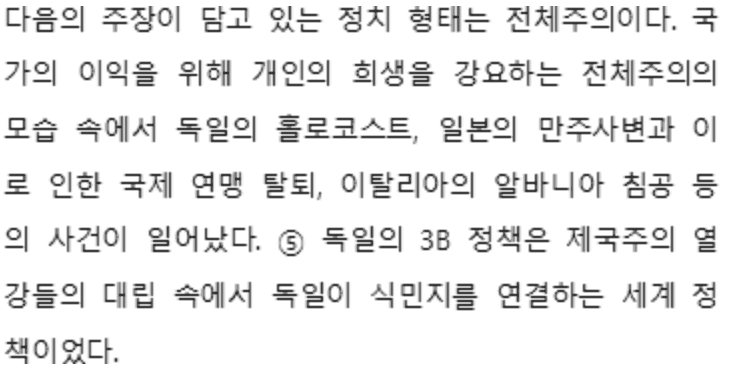 다음의 주장이 담고 있는 정치 형태는 전체주의이다. 국
가의 이익을 위해 개인의 희생을 강요하는 전체주의의
모습 속에서 독일의 홀로코스트, 일본의 만주사변과 이
로 인한 국제 연맹 탈퇴, 이탈리아의 알바니아 침공 등
의 사건이 일어났다. ⑤ 독일의 3B 정책은 제국주의 열
강들의 대립 속에서 독일이 식민지를 연결하는 세계 정
책이었다.